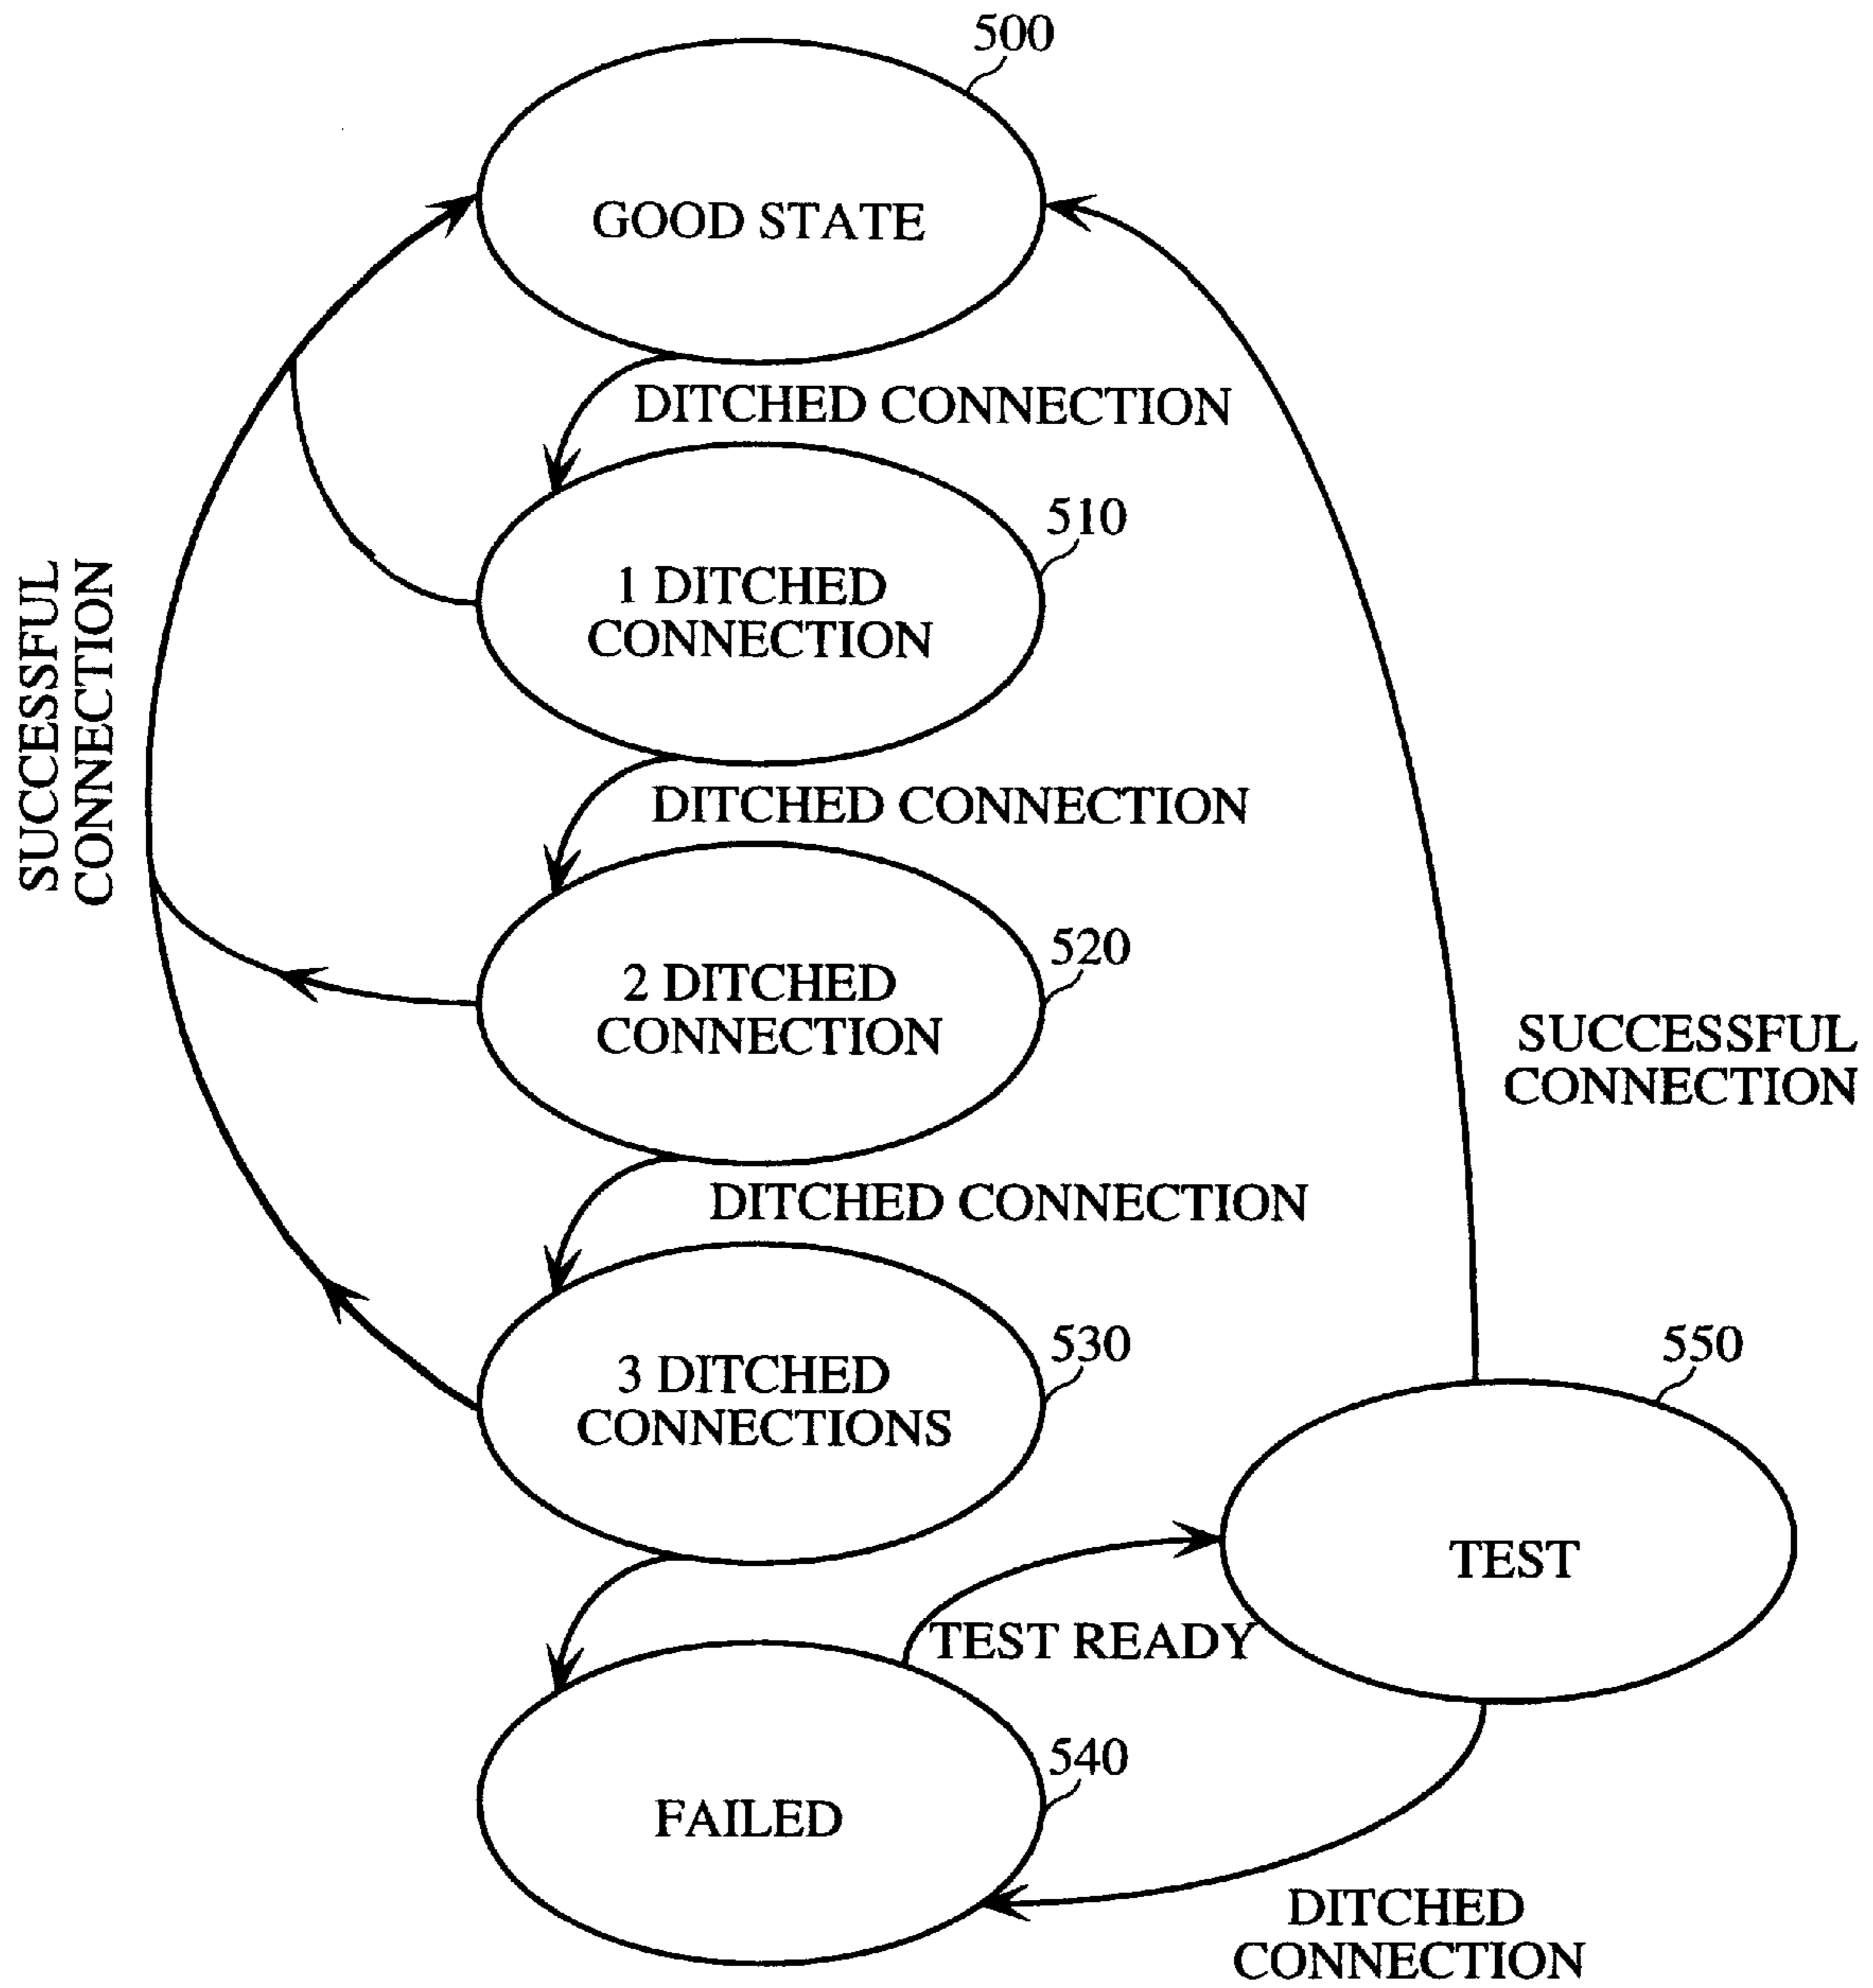 500
GOOD STATE
DITCHED CONNECTION
510
1 DITCHED
CONNECTION
SUCCESSFUL
CONNECTION
DITCHED CONNECTION
520
2 DITCHED
CONNECTION
SUCCESSFUL
CONNECTION
DITCHED CONNECTION
530
3 DITCHED
CONNECTIONS
550
TEST
TEST READY
540
FAILED
DITCHED
CONNECTION